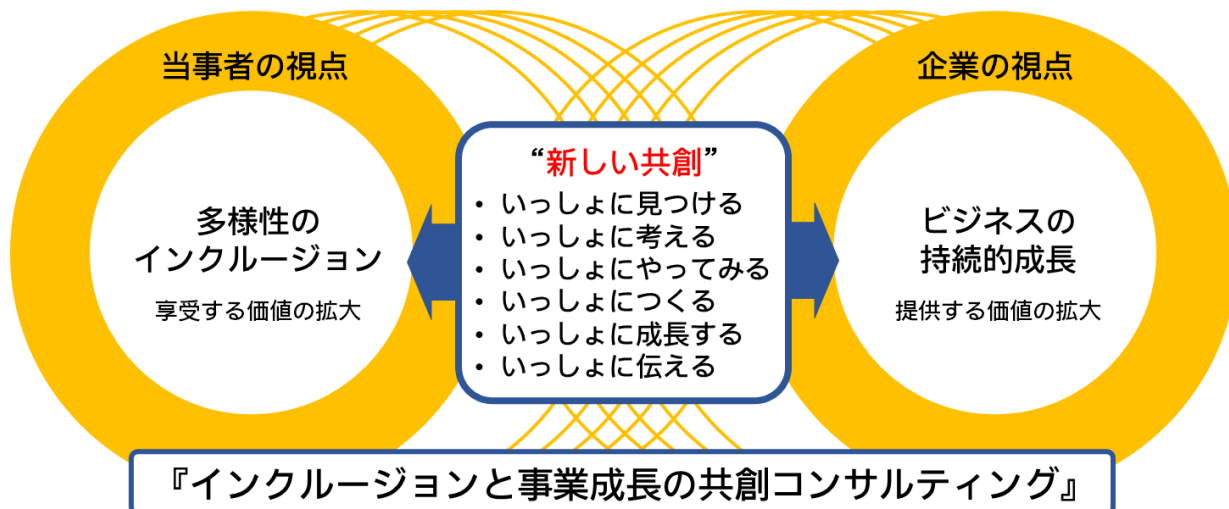 当事者の視点
多様性の
インクルージョン
享受する価値の拡大
“新しい共創”
• いっしょに見つける
• いっしょに考える
• いっしょにやってみる
• いっしょにつくる
• いっしょに成長する
• いっしょに伝える
企業の視点
ビジネスの
持続的成長
提供する価値の拡大
『インクルージョンと事業成長の共創コンサルティング』